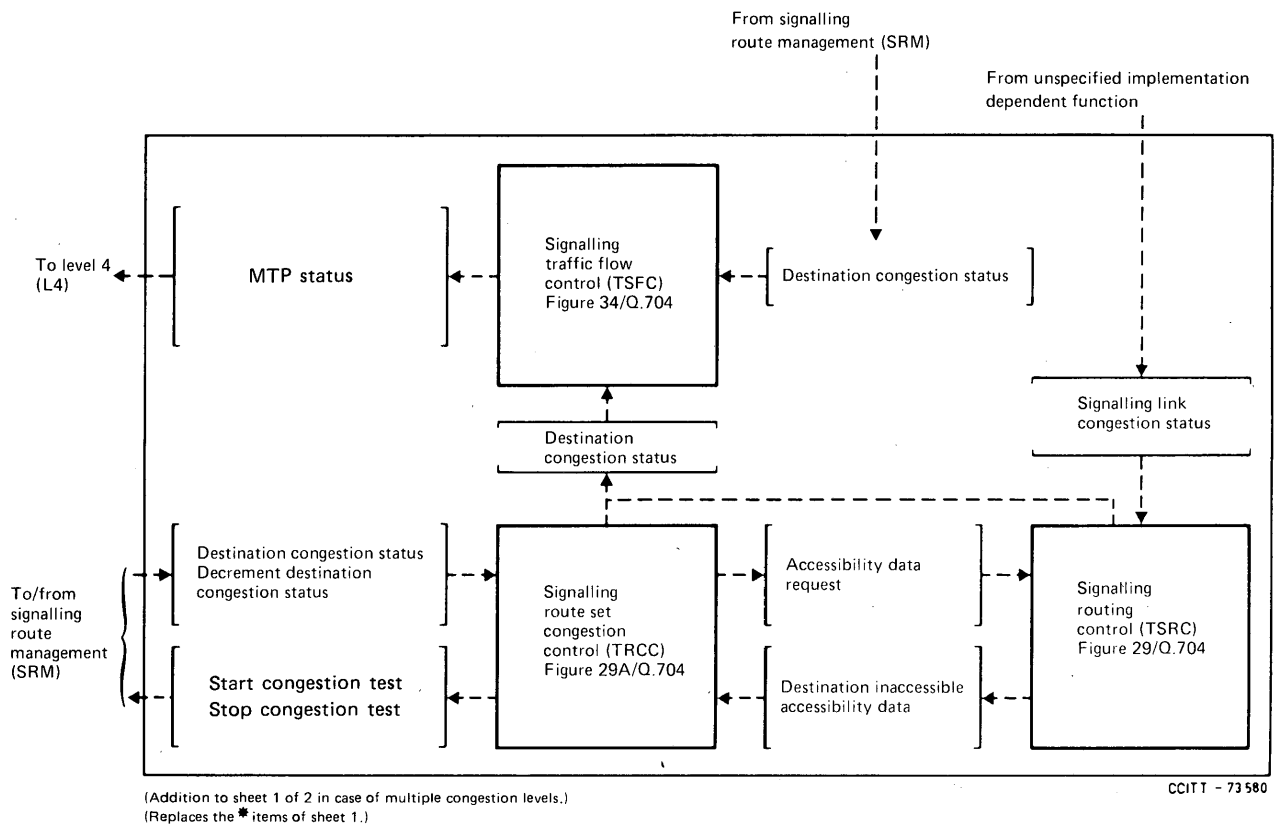 From signalling
route management (SRM)
From unspecified implementation
dependent function
To level 4
(L4)
MTP status
Signalling
traffic flow
control (TSFC)
Figure 34/Q.704
Destination congestion status
Signalling link
congestion status
Destination
congestion status
To/from
signalling
route
management
(SRM)
Destination congestion status
Decrement destination
congestion status
Start congestion test
Stop congestion test
Signalling
route set
congestion
control (TRCC)
Figure 29A/Q.704
Accessibility data
request
Destination inaccessible
accessibility data
Signalling
routing
control (TSRC)
Figure 29/Q.704
CCITT - 73580
(Addition to sheet 1 of 2 in case of multiple congestion levels.)
(Replaces the * items of sheet 1.)